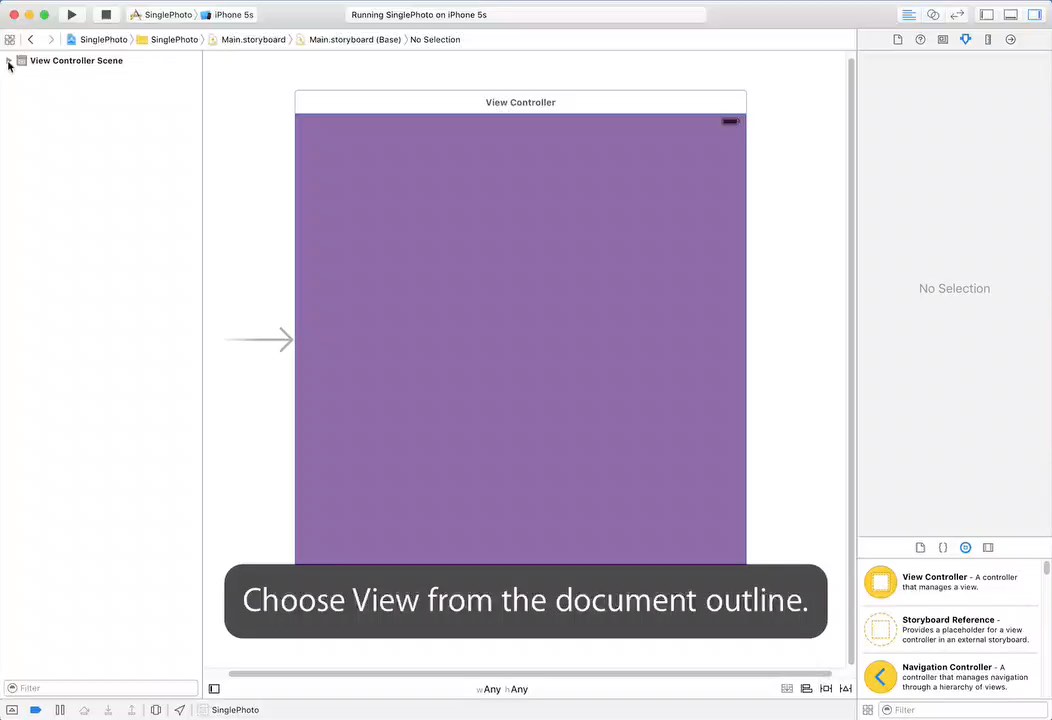 SinglePhoto iPhone 5s
Running SinglePhoto on iPhone 5s
SinglePhoto SinglePhoto Main.storyboard Main.storyboard (Base) No Selection
View Controller Scene
View Controller
No Selection
Choose View from the document outline.
View Controller - A controller
that manages a view.
Storyboard Reference -
Provides a placeholder for a view
controller in an external storyboard.
Navigation Controller - A
controller that manages navigation
through a hierarchy of views.
Filter
wAny hAny
SinglePhoto
Filter